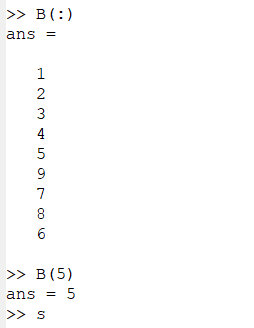 >> B(:)
ans =
1
2
3
4
5
9
7
8
6
>> B(5)
ans = 5
>> s